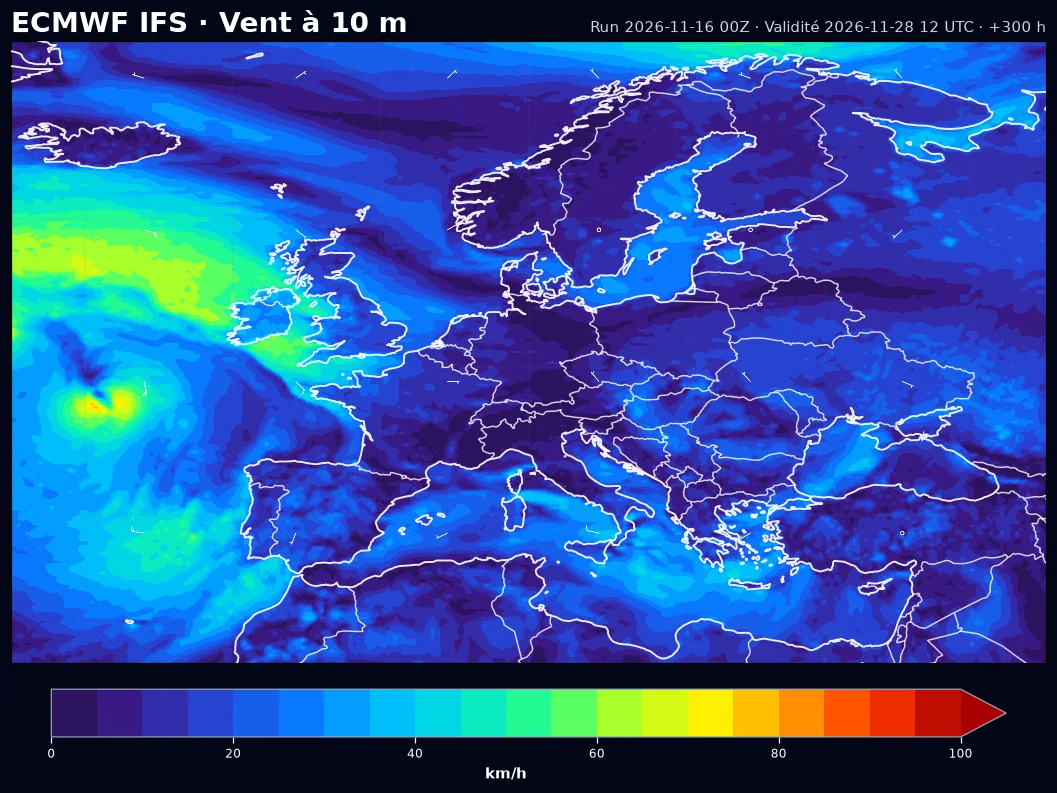 ECMWF IFS · Vent à 10 m
Run 2026-11-16 00Z · Validité 2026-11-28 12 UTC · +300 h
0 20 40 60 80 100
km/h